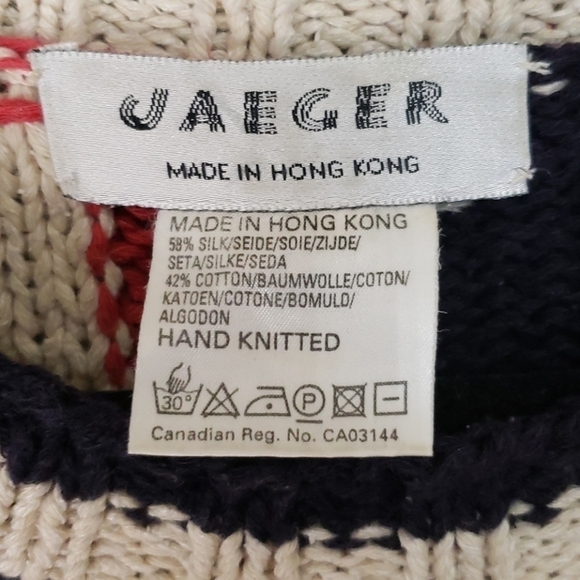 JAEGER
MADE IN HONG KONG
MADE IN HONG KONG
58% SILK/SEIDE/SOIE/ZIJDE/
SETA/SILKE/SEDA
42% COTTON/BAUMWOLLE/COTON/
KATOEN/COTONE/BOMULD/
ALGODON
HAND KNITTED
30° P
Canadian Reg. No. CA03144